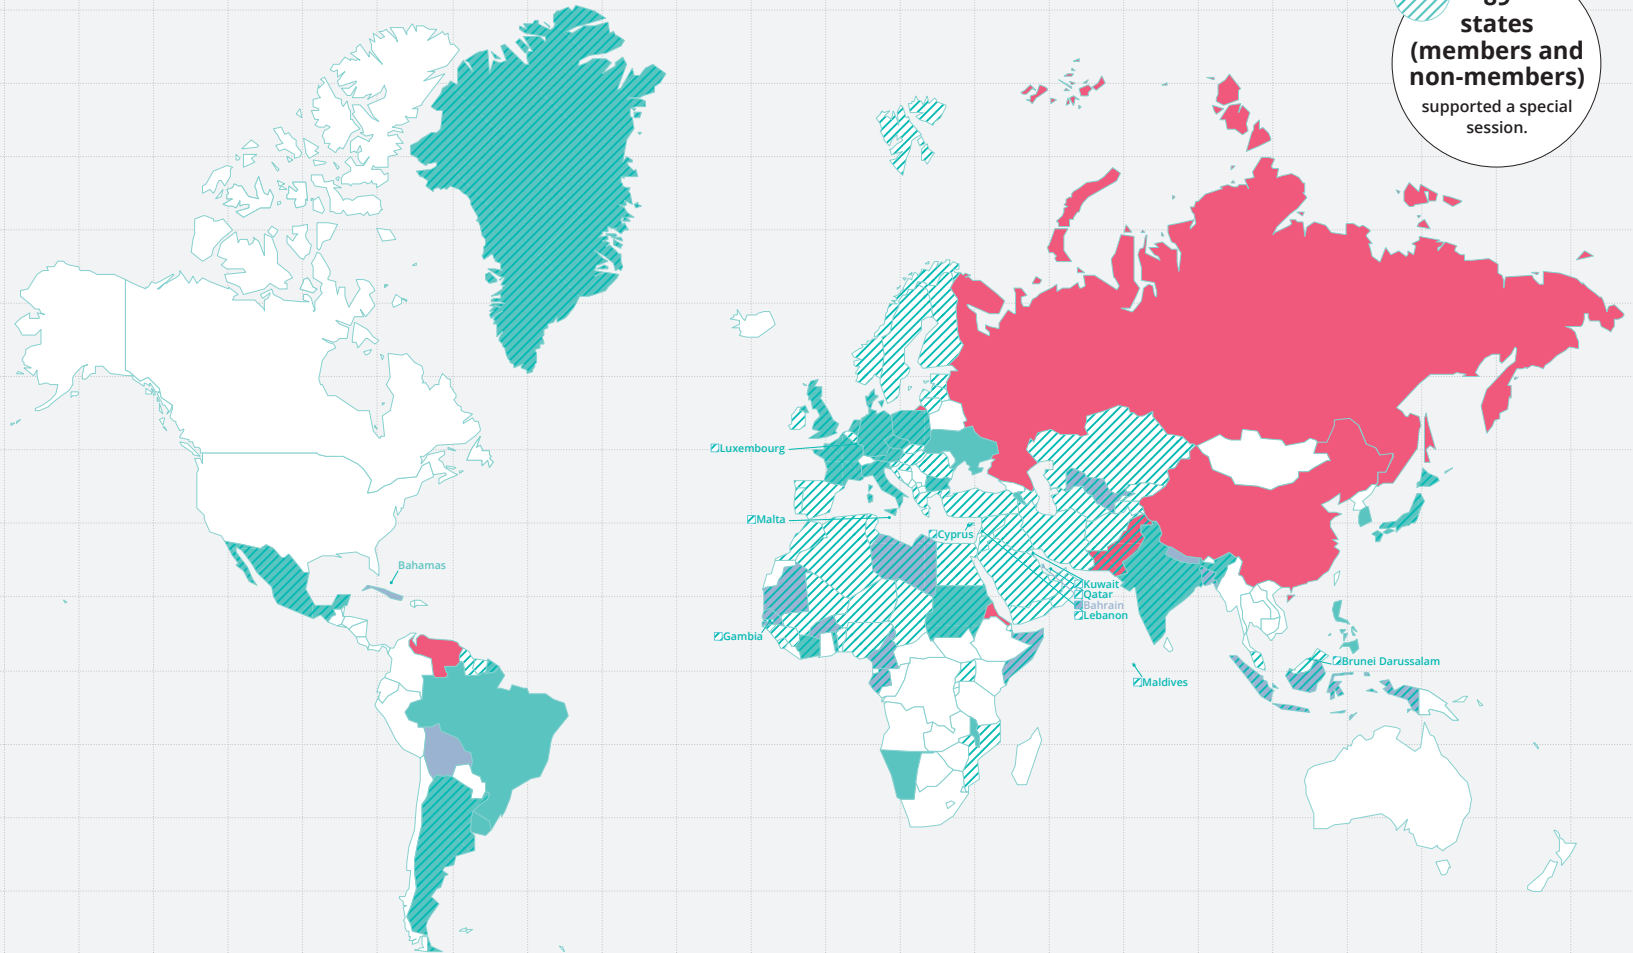 89
states
(members and
non-members)
supported a special
session.
Luxembourg
Malta
Cyprus
Bahamas
Kuwait
Qatar
Bahrain
Lebanon
Gambia
Brunei Darussalam
Maldives